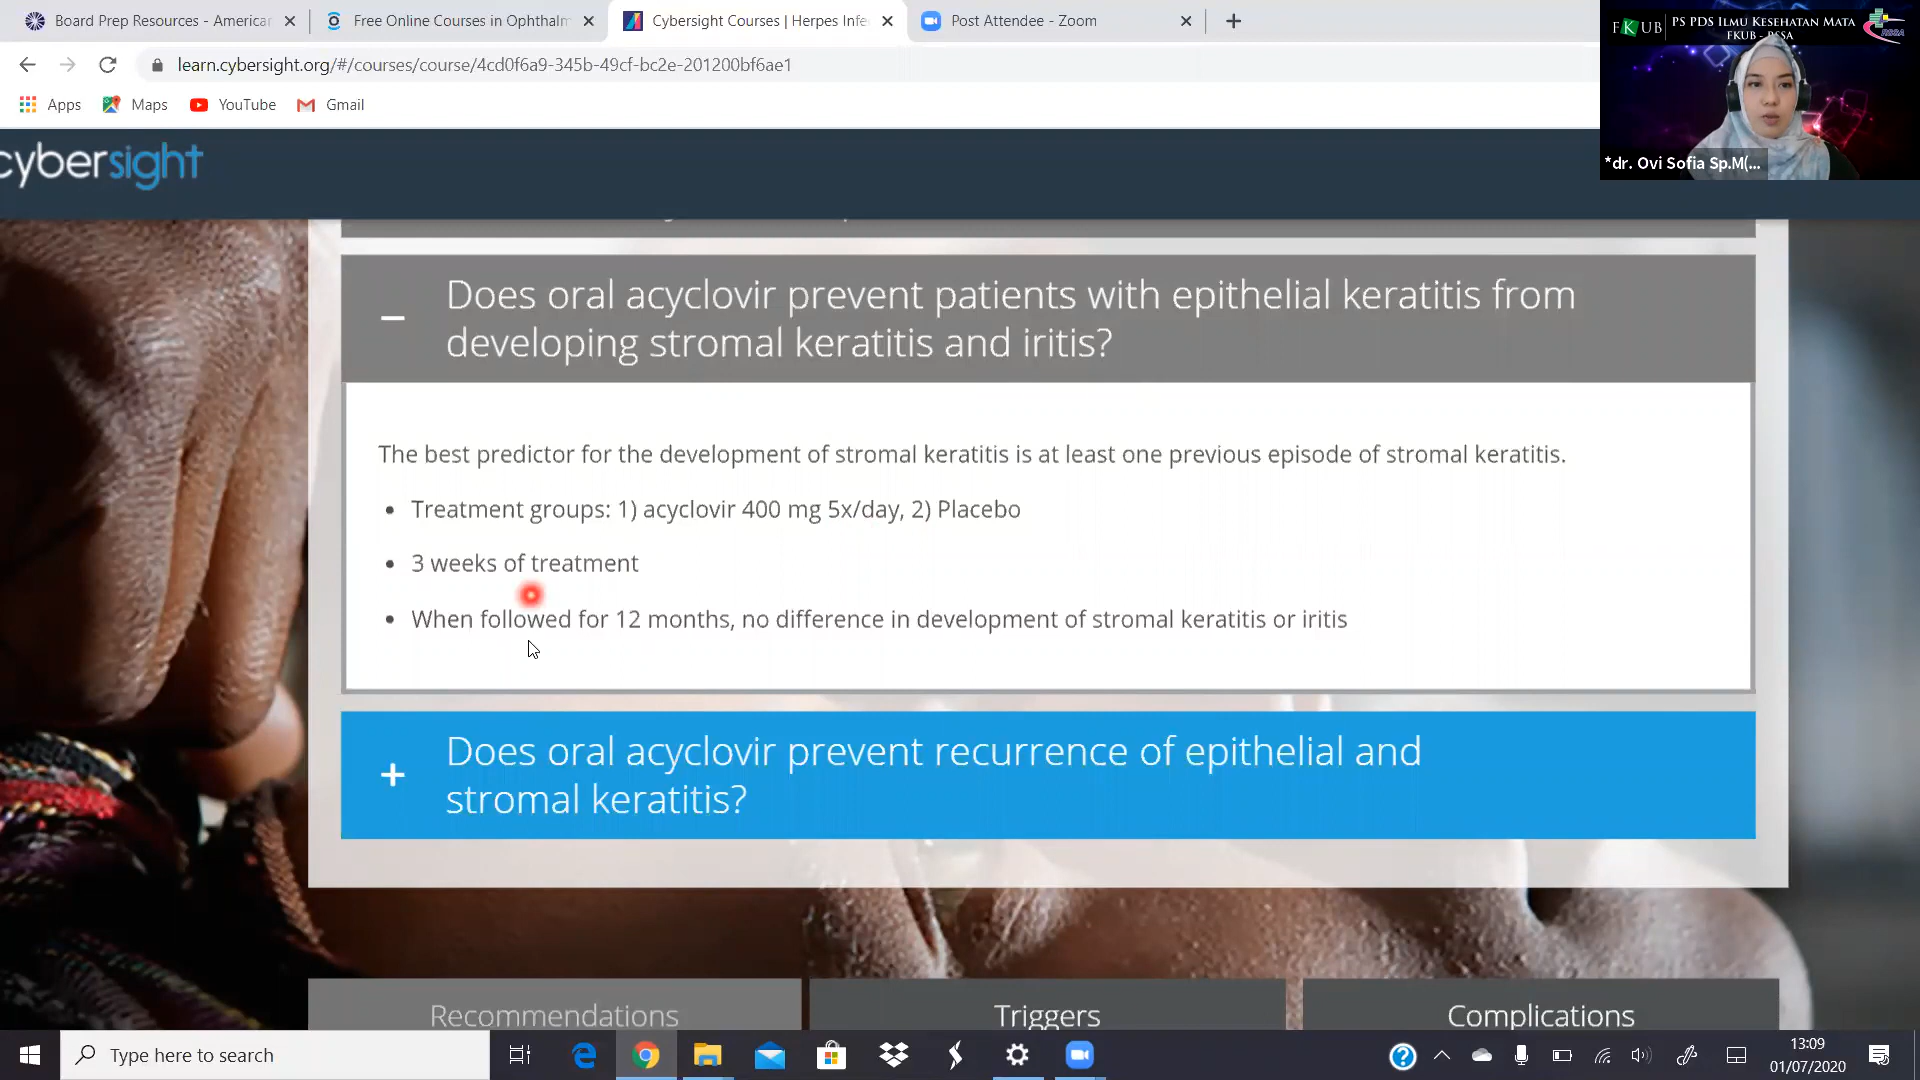 Board Prep Resources - American
Free Online Courses in Ophthalm
Cybersight Courses | Herpes Infe
Post Attendee - Zoom
learn.cybersight.org/#/courses/course/4cd0f6a9-345b-49cf-bc2e-201200bf6ae1
Apps
Maps
YouTube
Gmail
FKUB
PS PDS Ilmu Kesehatan Mata
FKUB - RSSA
RSSA
*dr. Ovi Sofia Sp.M(...
cybersight
Does oral acyclovir prevent patients with epithelial keratitis from
developing stromal keratitis and iritis?
The best predictor for the development of stromal keratitis is at least one previous episode of stromal keratitis.
• Treatment groups: 1) acyclovir 400 mg 5x/day, 2) Placebo
• 3 weeks of treatment
• When followed for 12 months, no difference in development of stromal keratitis or iritis
Does oral acyclovir prevent recurrence of epithelial and
stromal keratitis?
Recommendations
Triggers
Complications
Type here to search
13:09
01/07/2020